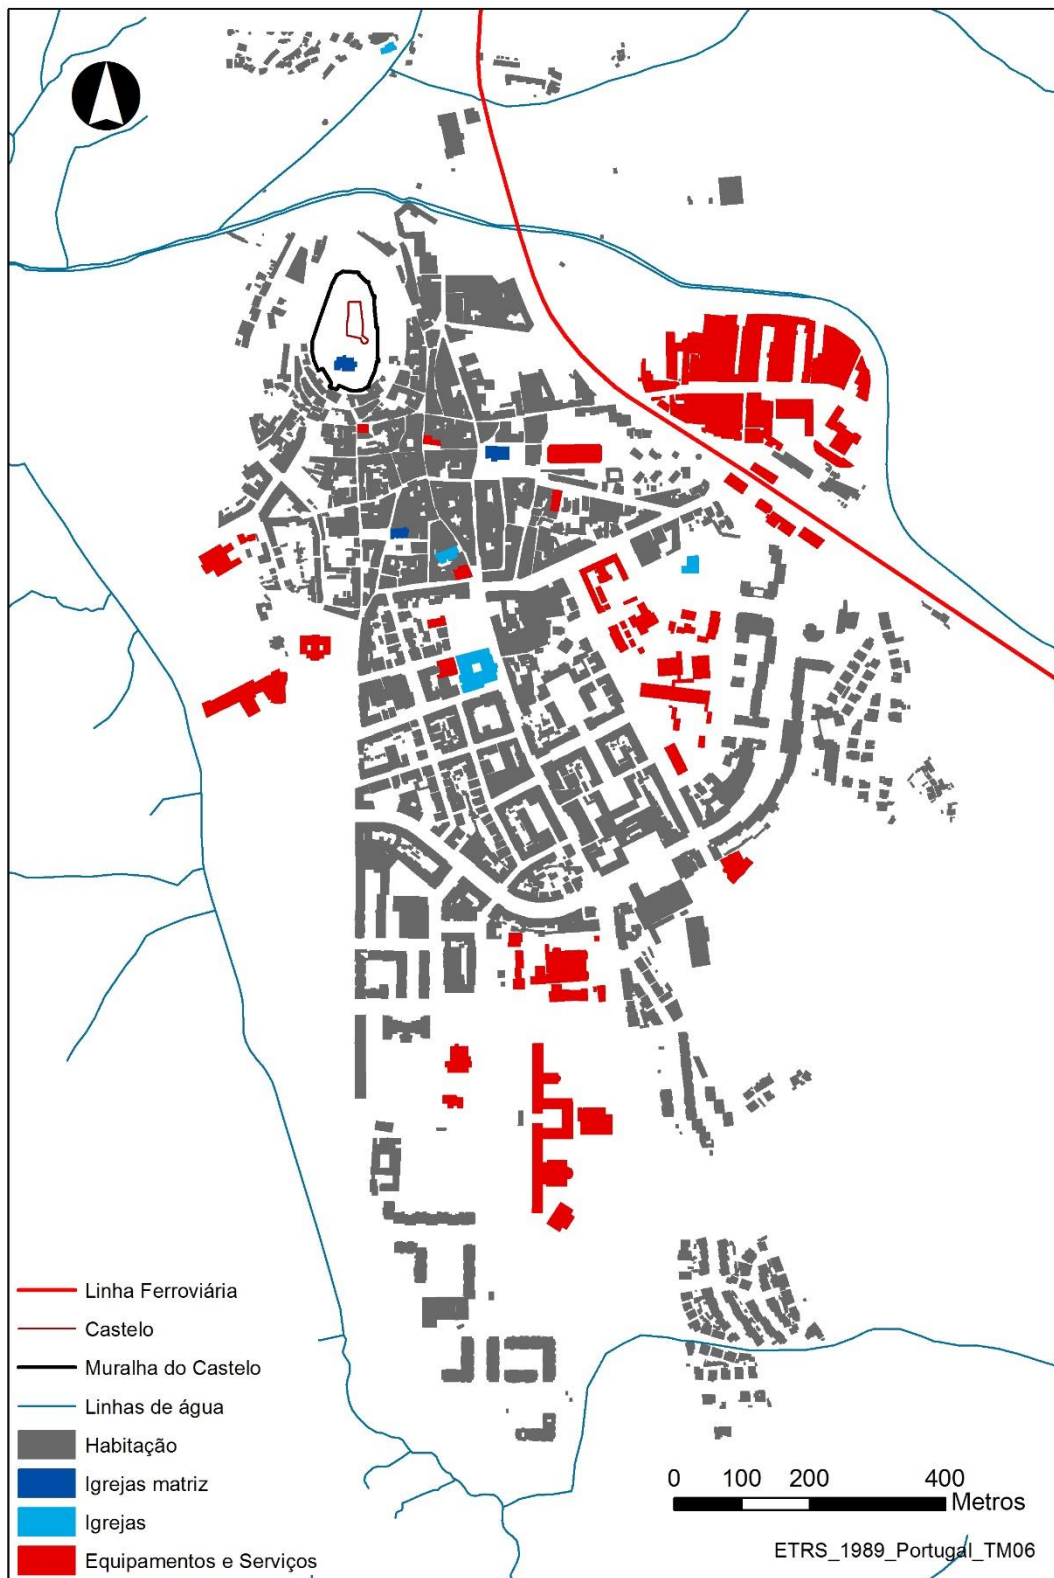 Linha Ferroviária
Castelo
Muralha do Castelo
Linhas de água
Habitação
Igrejas matriz
Igrejas
Equipamentos e Serviços
0 100 200 400
Metros
ETRS_1989_Portugal_TM06